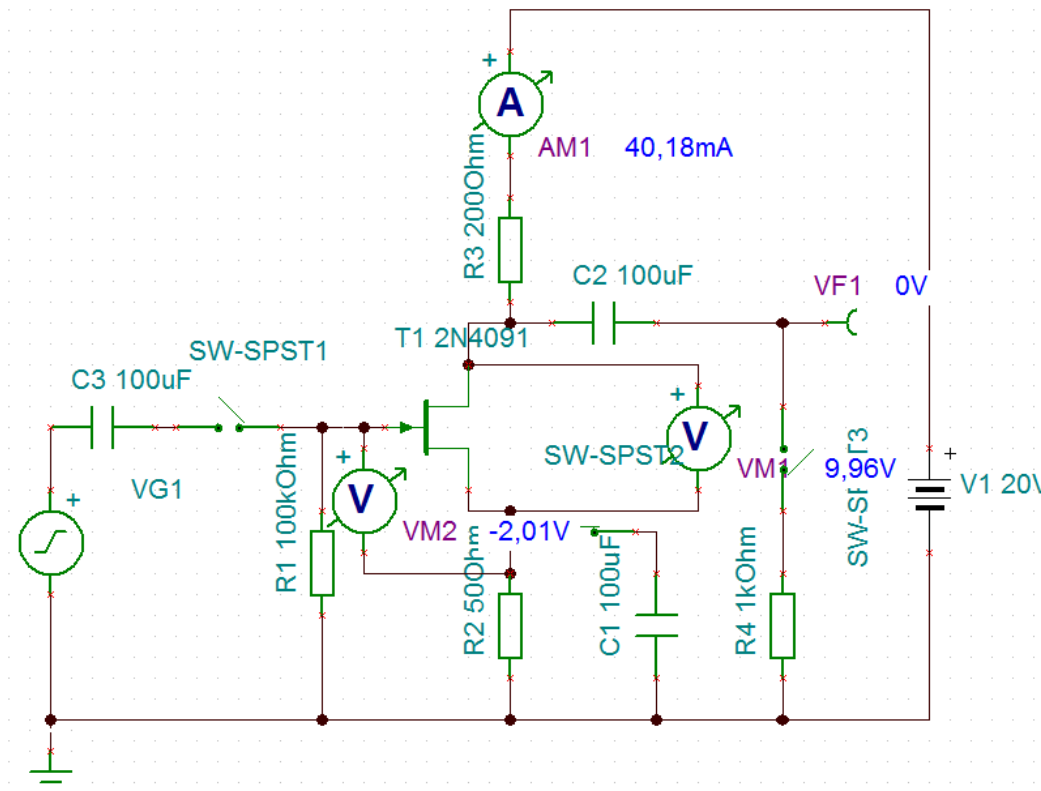 +
A
AM1 40,18mA
R3 200Ohm
C2 100uF
VF1 0V
T1 2N4091
SW-SPST1
C3 100uF
+
V
SW-SPST2
VM1 9,96V
+
V1 20V
+
V
VG1
+
VM2 -2,01V
R1 100kOhm
R2 50Ohm
C1 100uF
R4 1kOhm